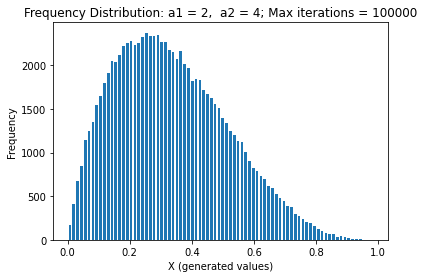 Frequency Distribution: a1 = 2,  a2 = 4; Max iterations = 100000
Frequency
2000
1500
1000
500
0
0.0 0.2 0.4 0.6 0.8 1.0
X (generated values)